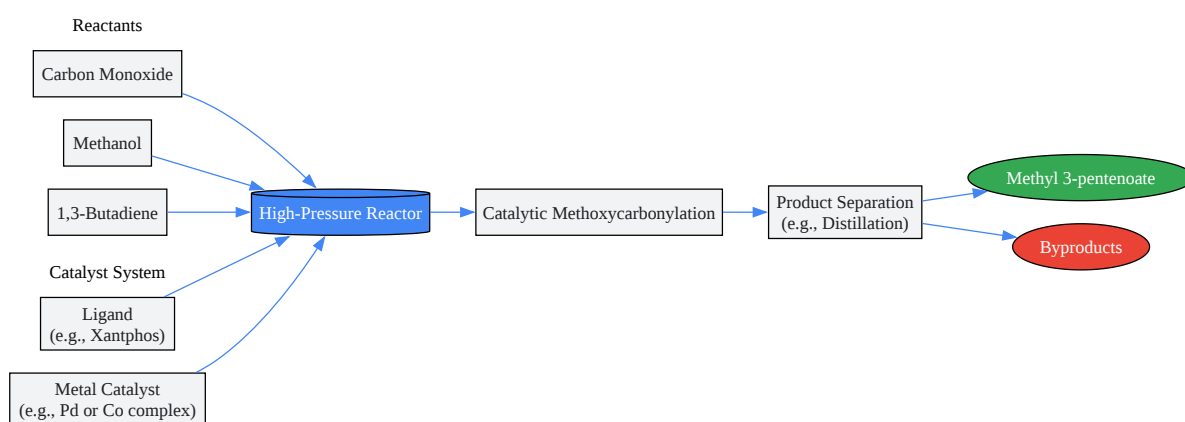 Reactants
Carbon Monoxide
Methanol
1,3-Butadiene
Catalyst System
Ligand
(e.g., Xantphos)
Metal Catalyst
(e.g., Pd or Co complex)
High-Pressure Reactor
Catalytic Methoxycarbonylation
Product Separation
(e.g., Distillation)
Methyl 3-pentenoate
Byproducts